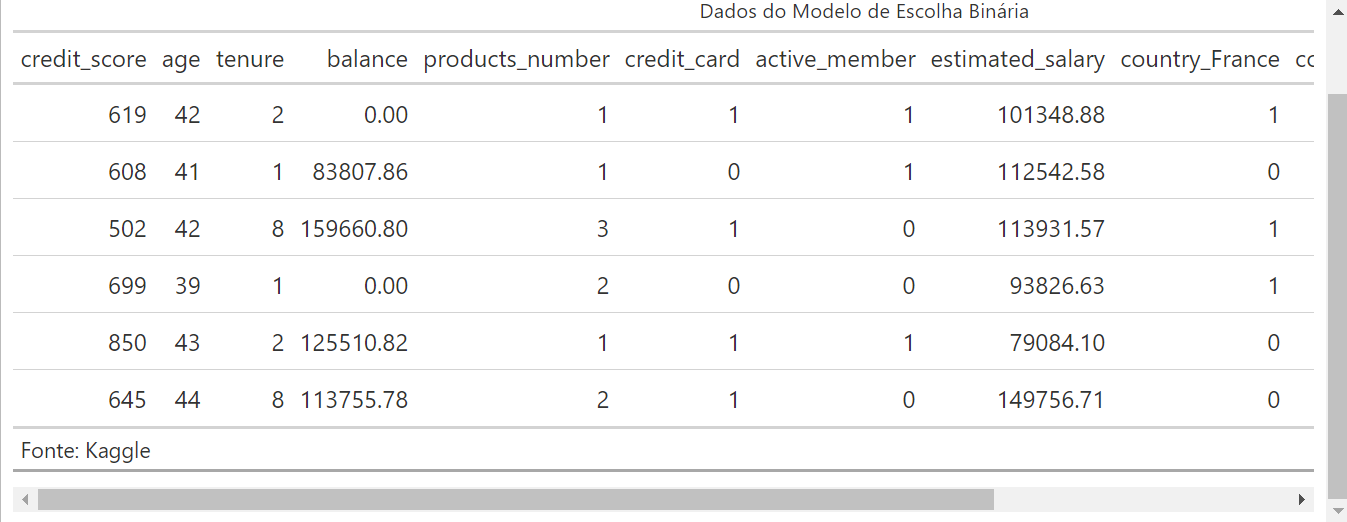 Dados do Modelo de Escolha Binária
credit_score age tenure balance products_number credit_card active_member estimated_salary country_France
619 42 2 0.00 1 1 1 101348.88 1
608 41 1 83807.86 1 0 1 112542.58 0
502 42 8 159660.80 3 1 0 113931.57 1
699 39 1 0.00 2 0 0 93826.63 1
850 43 2 125510.82 1 1 1 79084.10 0
645 44 8 113755.78 2 1 0 149756.71 0
Fonte: Kaggle